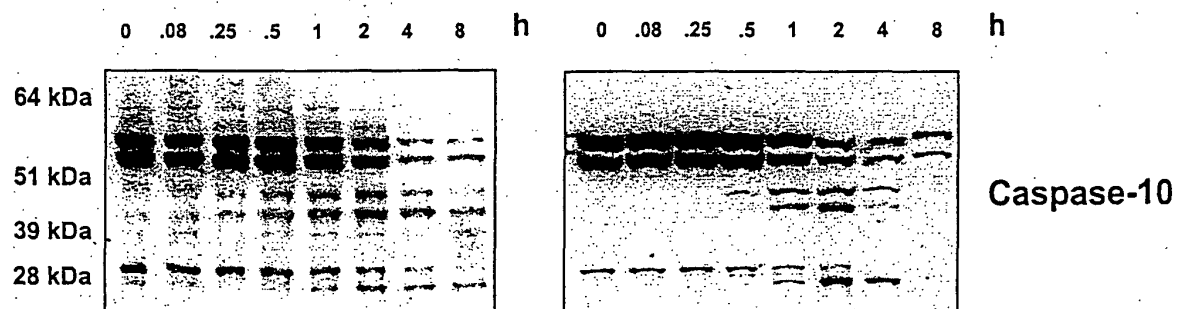 0 .08 .25 .5 1 2 4 8 h 0 .08 .25 .5 1 2 4 8 h
64 kDa
51 kDa
Caspase-10
39 kDa
28 kDa